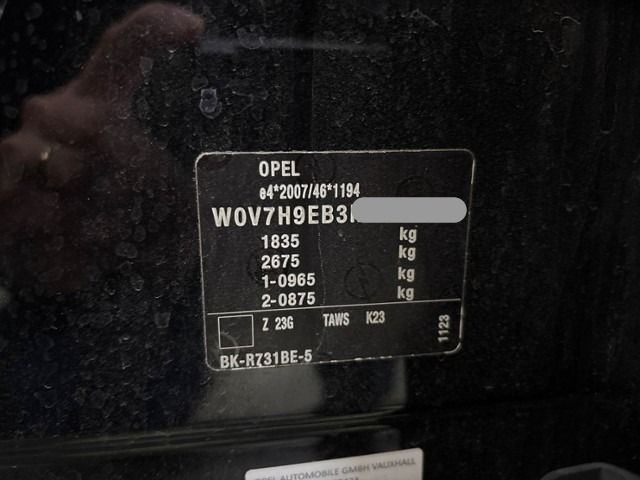 OPEL
e4*2007/46*1194
W0V7H9EB3
1835 kg
2675 kg
1-0965 kg
2-0875 kg
Z 23G TAWS K23
1123
BK-R731BE-5
OPEL AUTOMOBILE GMBH VAUXHALL